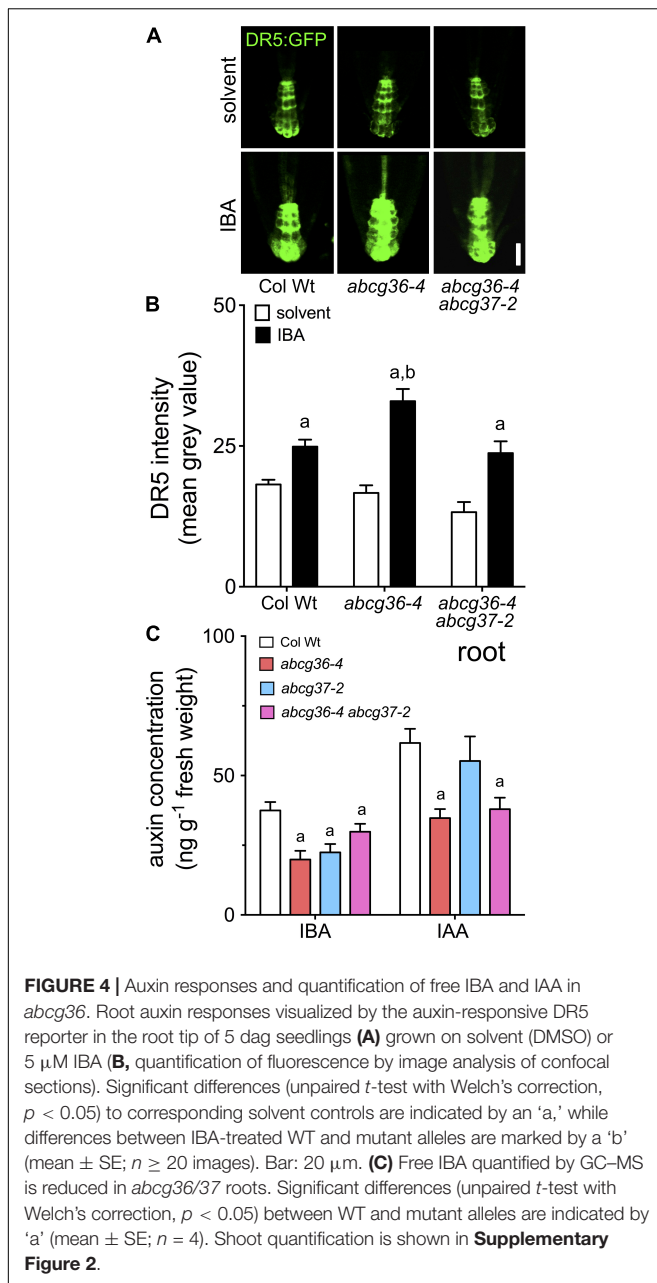 A
DR5:GFP
solvent
IBA
Col Wt
abcg36-4
abcg36-4
abcg37-2
B
50
solvent
IBA
a,b
a
a
25
DR5 intensity
(mean grey value)
0
Col Wt
abcg36-4
abcg36-4
abcg37-2
C
100
Col Wt
root
abcg36-4
abcg37-2
abcg36-4 abcg37-2
auxin concentration
(ng g⁻¹ fresh weight)
50
a
a
a
a
a
0
IBA
IAA
FIGURE 4 | Auxin responses and quantification of free IBA and IAA in
abcg36. Root auxin responses visualized by the auxin-responsive DR5
reporter in the root tip of 5 dag seedlings (A) grown on solvent (DMSO) or
5 μM IBA (B, quantification of fluorescence by image analysis of confocal
sections). Significant differences (unpaired t-test with Welch's correction,
p < 0.05) to corresponding solvent controls are indicated by an ‘a,’ while
differences between IBA-treated WT and mutant alleles are marked by a ‘b’
(mean ± SE; n ≥ 20 images). Bar: 20 μm. (C) Free IBA quantified by GC–MS
is reduced in abcg36/37 roots. Significant differences (unpaired t-test with
Welch's correction, p < 0.05) between WT and mutant alleles are indicated by
‘a’ (mean ± SE; n = 4). Shoot quantification is shown in Supplementary
Figure 2.